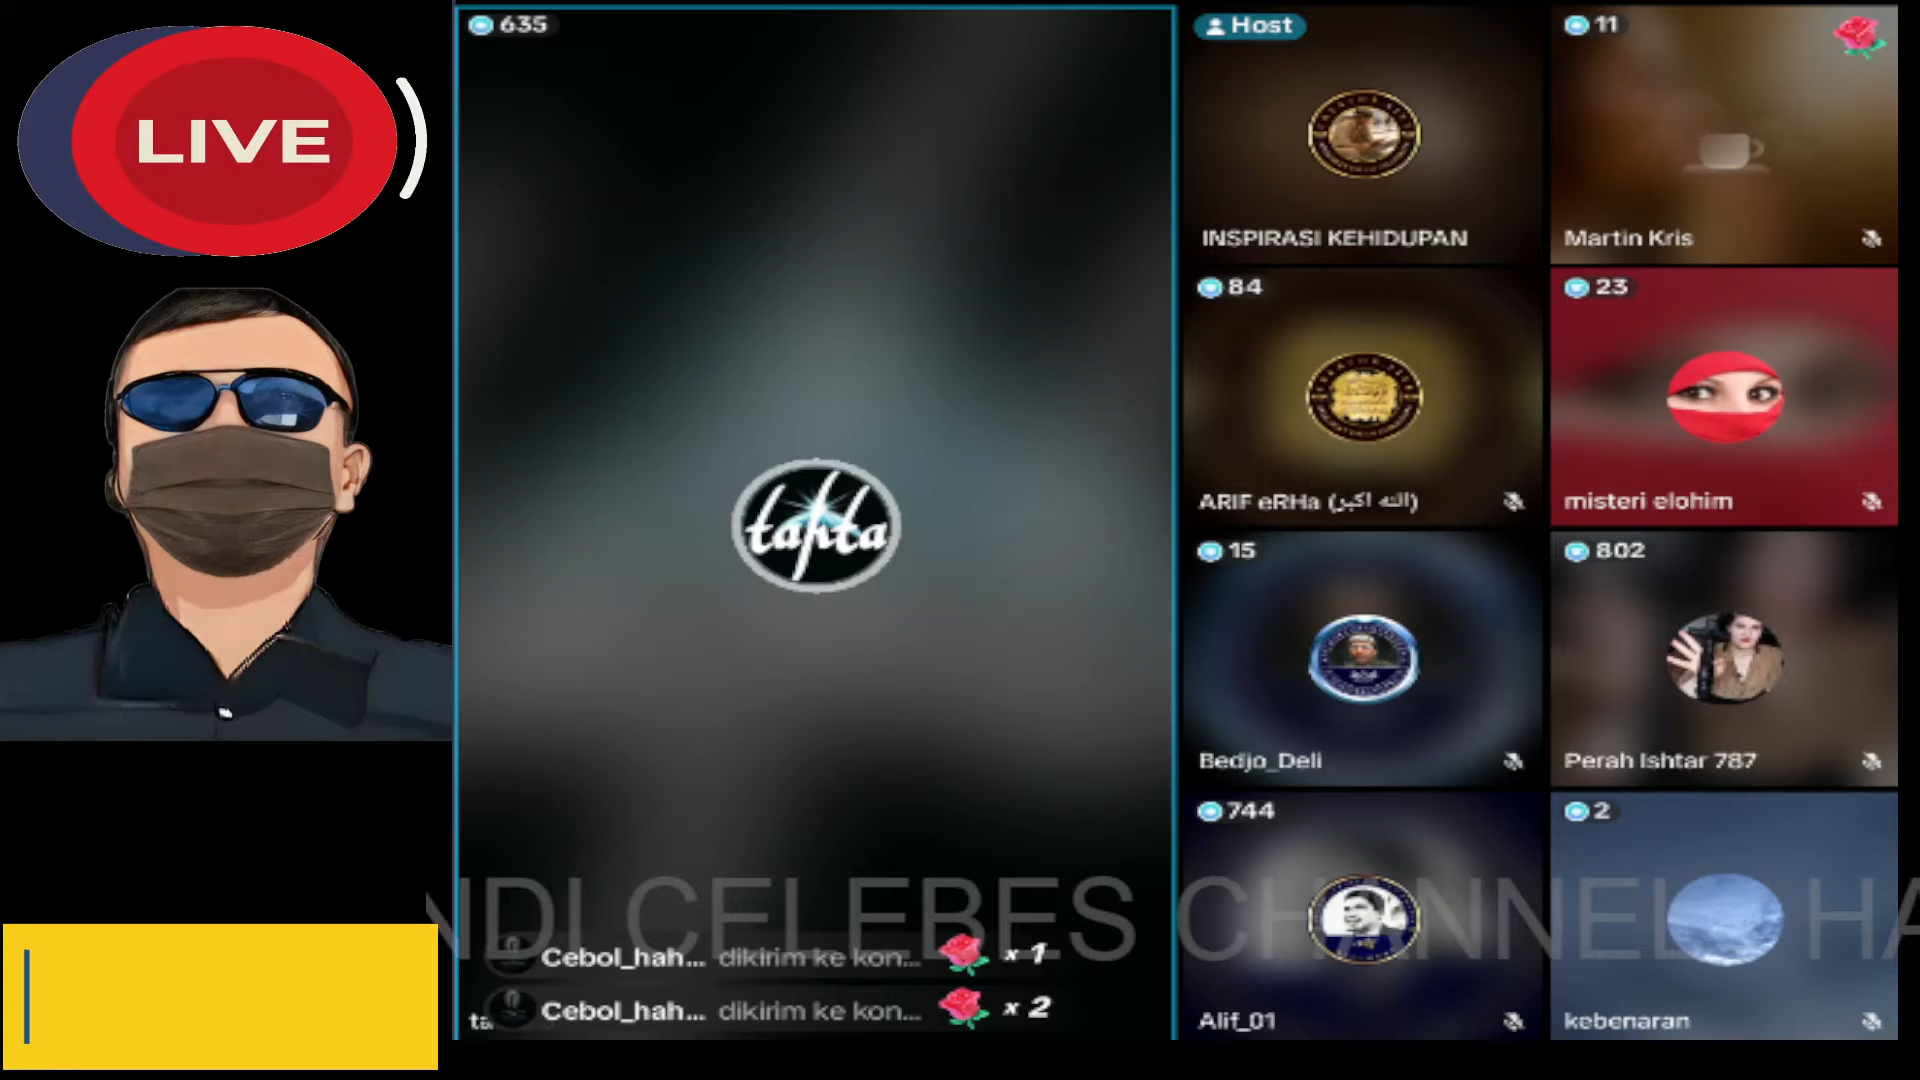 LIVE
635
tahta
Cebol_hah... dikirim ke kon... x 1
Cebol_hah... dikirim ke kon... x 2
Host
INSPIRASI KEHIDUPAN
11
Martin Kris
84
ARIF eRHa (الله اكبر)
23
misteri elohim
15
Bedjo_Deli
802
Perah Ishtar 787
744
Alif_01
2
kebenaran
NDI CELEBES CHANNEL HA